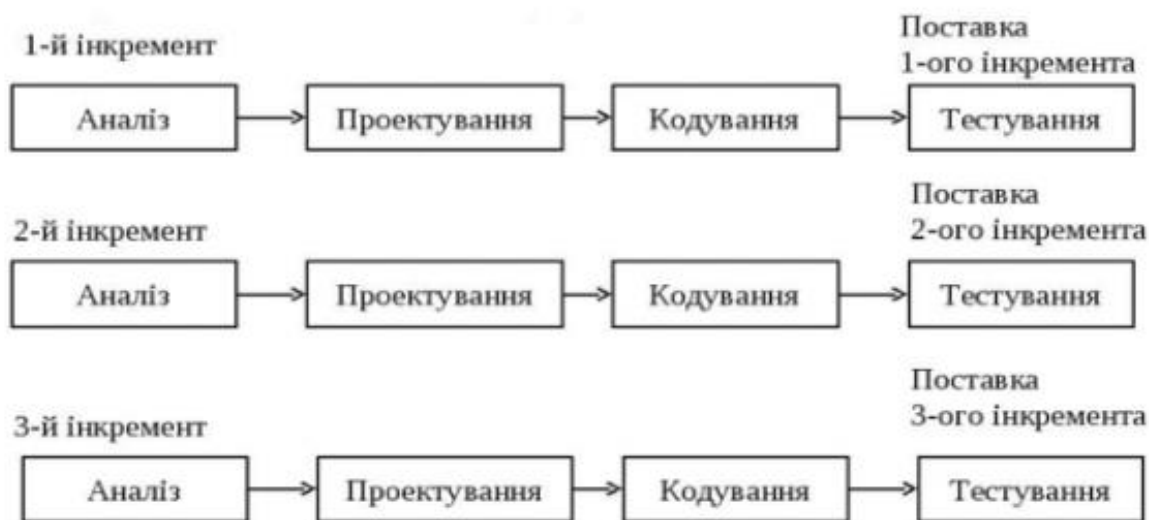 1-й інкремент
Поставка
1-ого інкремента
Аналіз Проектування Кодування Тестування
2-й інкремент
Поставка
2-ого інкремента
Аналіз Проектування Кодування Тестування
3-й інкремент
Поставка
3-ого інкремента
Аналіз Проектування Кодування Тестування